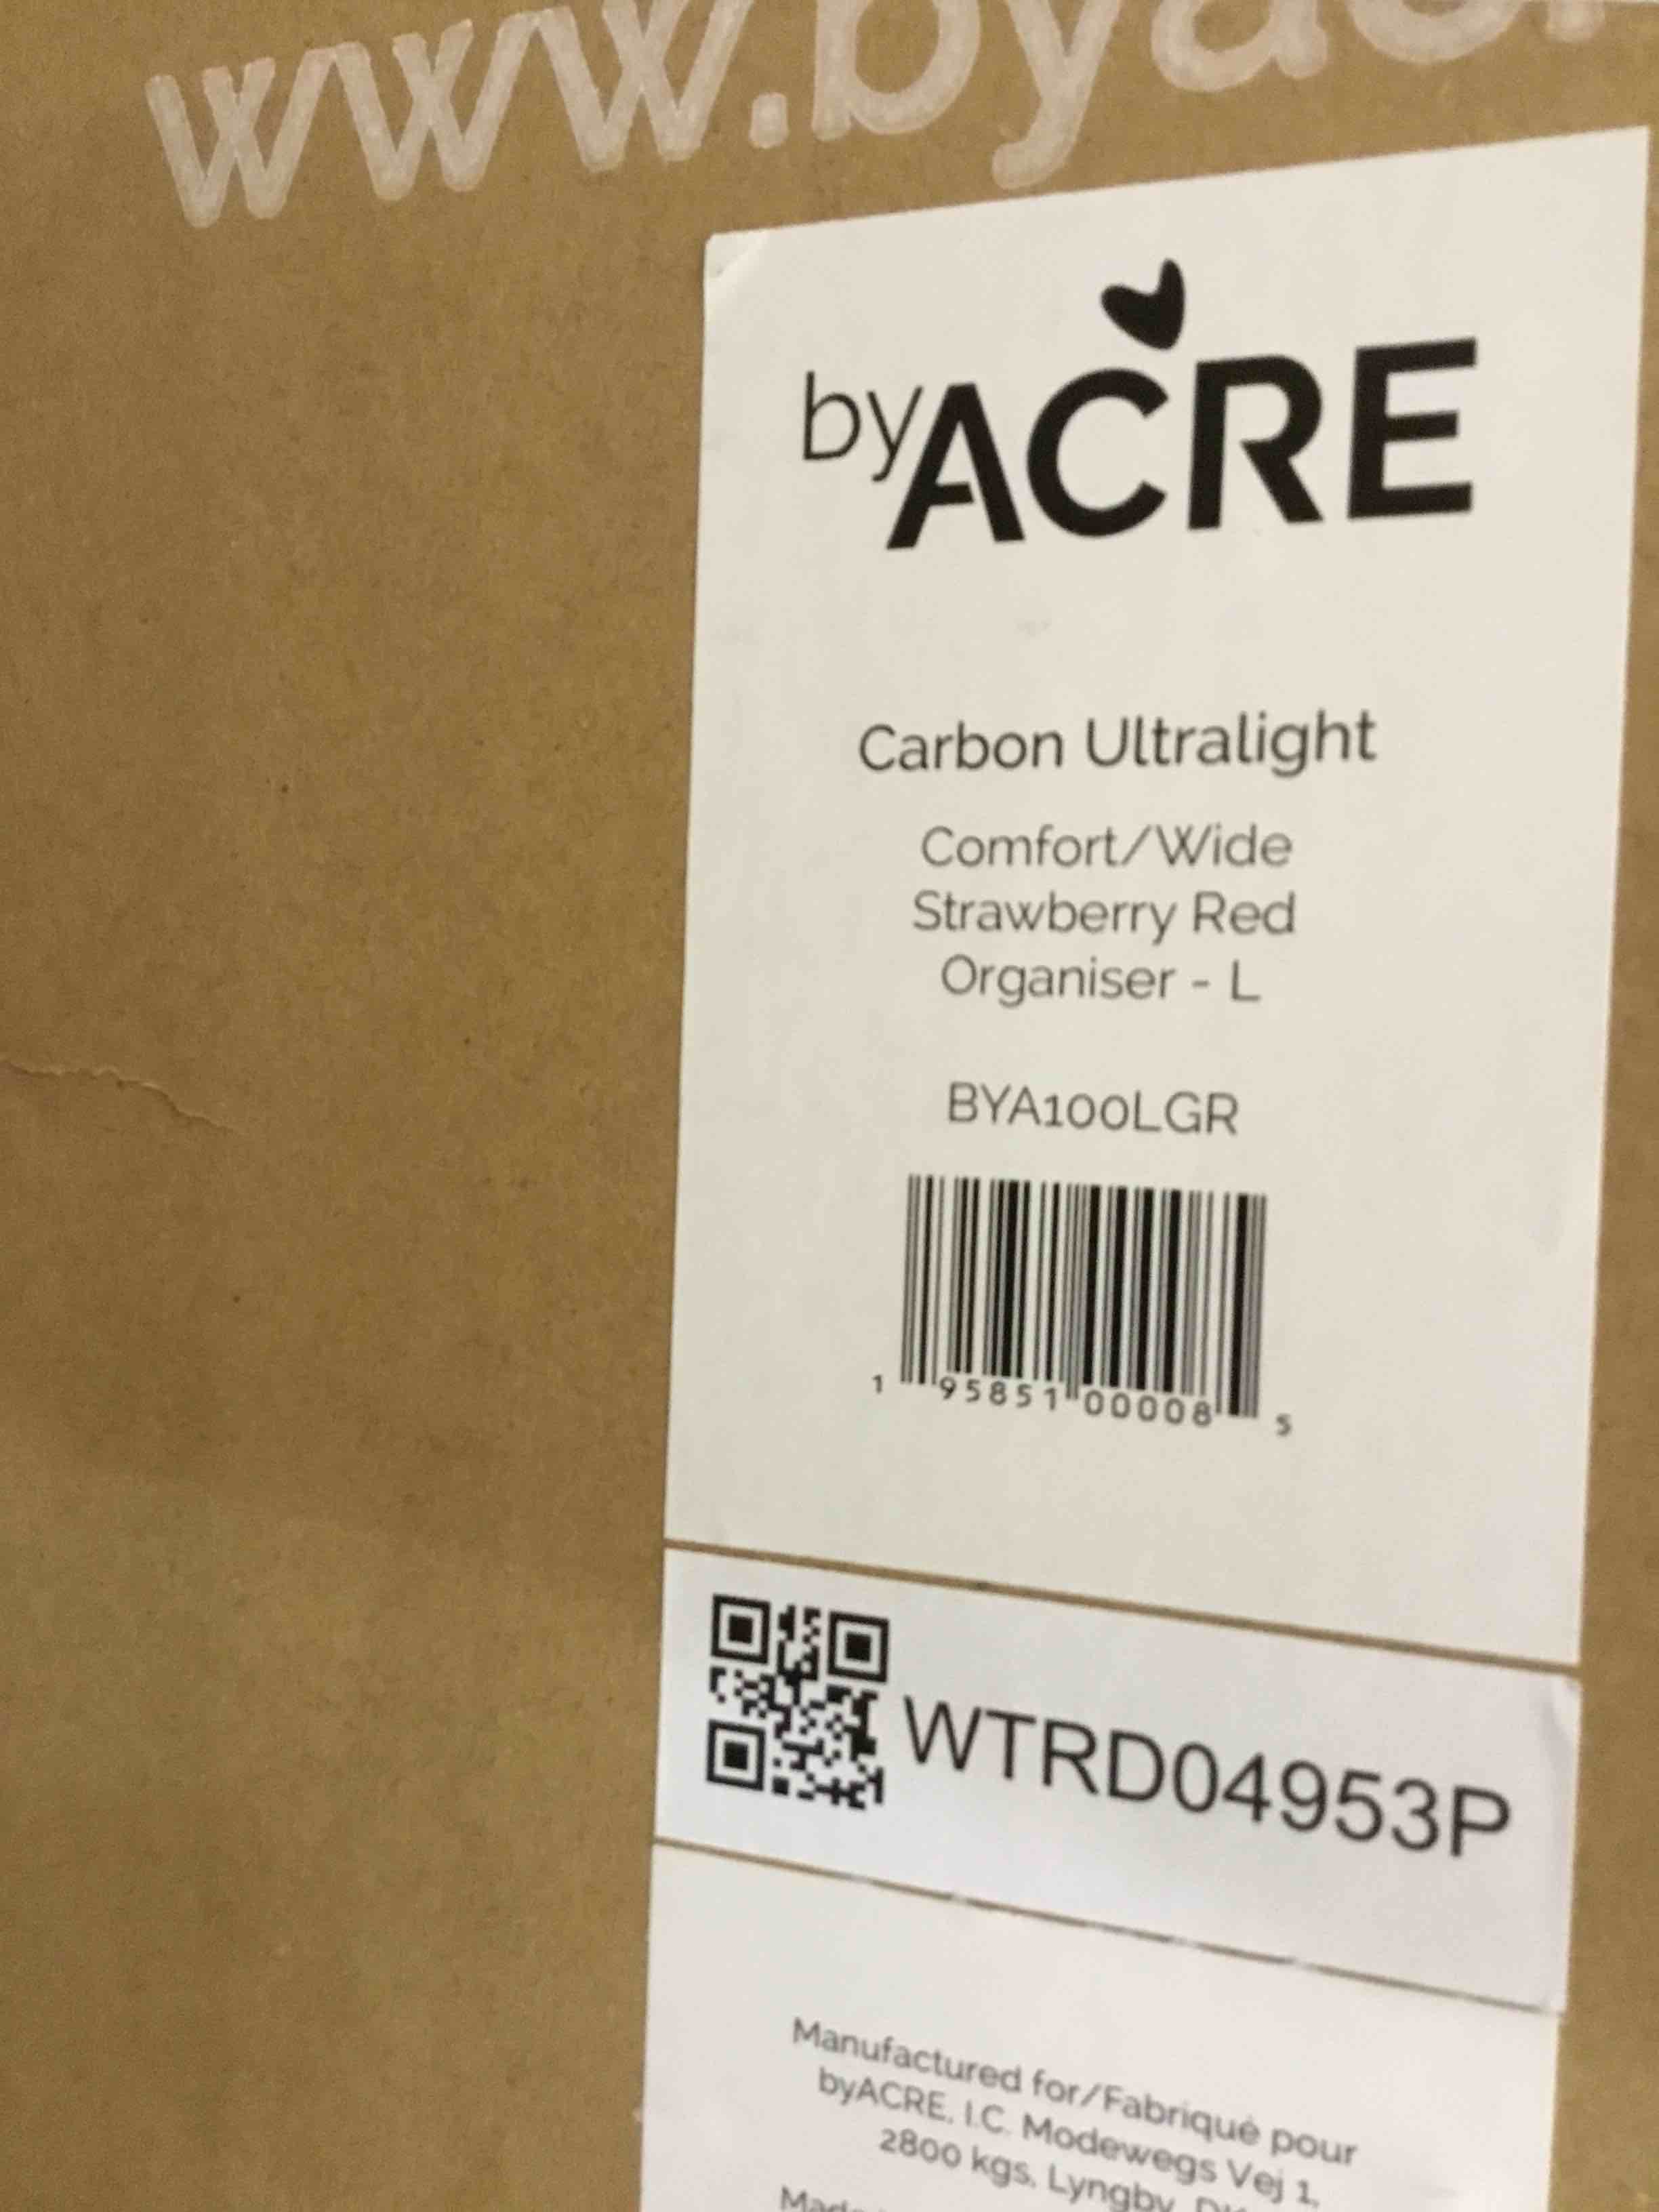 www.byacr
byACRE
Carbon Ultralight
Comfort/Wide
Strawberry Red
Organiser - L
BYA100LGR
1 95851 00008 5
WTRD04953P
Manufactured for/Fabriqué pour
byACRE, I.C. Modewegs Vej 1,
2800 kgs. Lyngby,